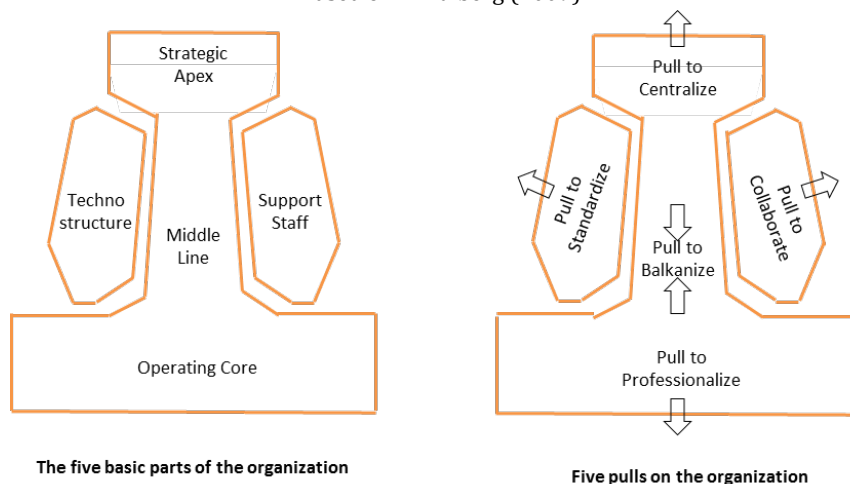 Strategic
Apex
Techno
structure
Middle
Line
Support
Staff
Operating Core
The five basic parts of the organization
Pull to
Centralize
Pull to
Standardize
Pull to
Balkanize
Pull to
Collaborate
Pull to
Professionalize
Five pulls on the organization